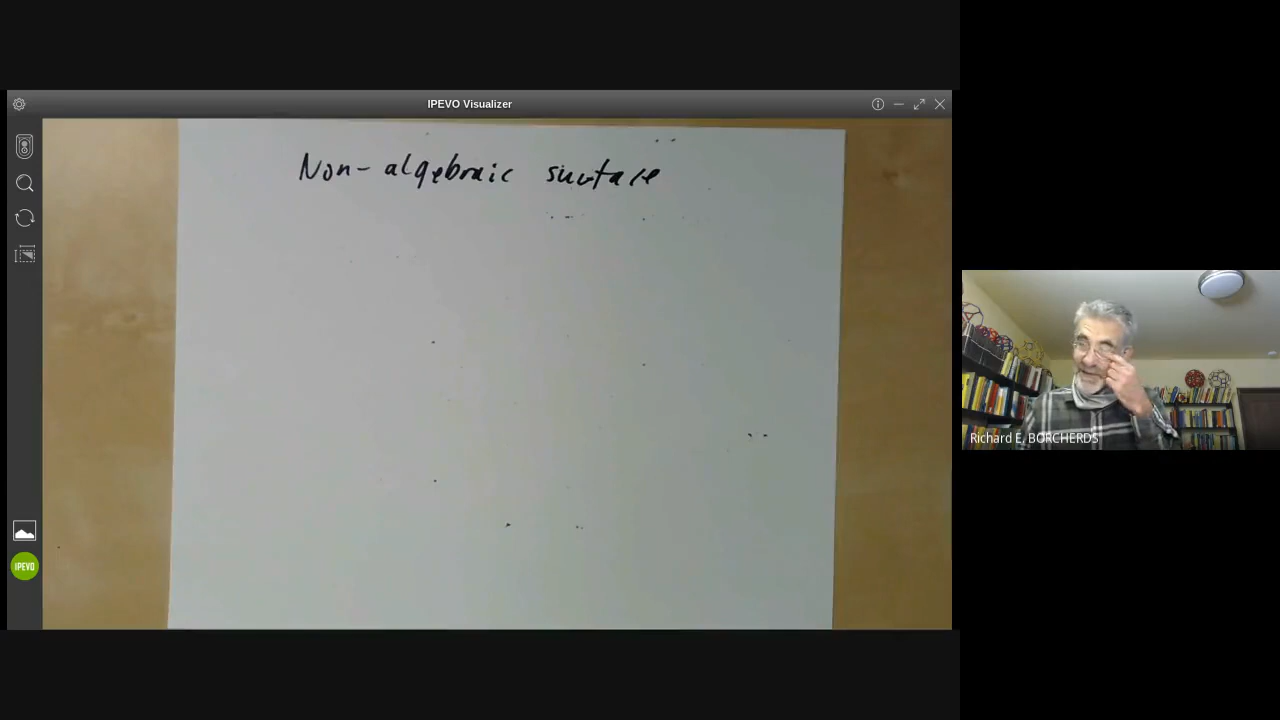 IPEVO Visualizer
Non-algebraic surface
IPEVO
Richard E. BORCHERDS